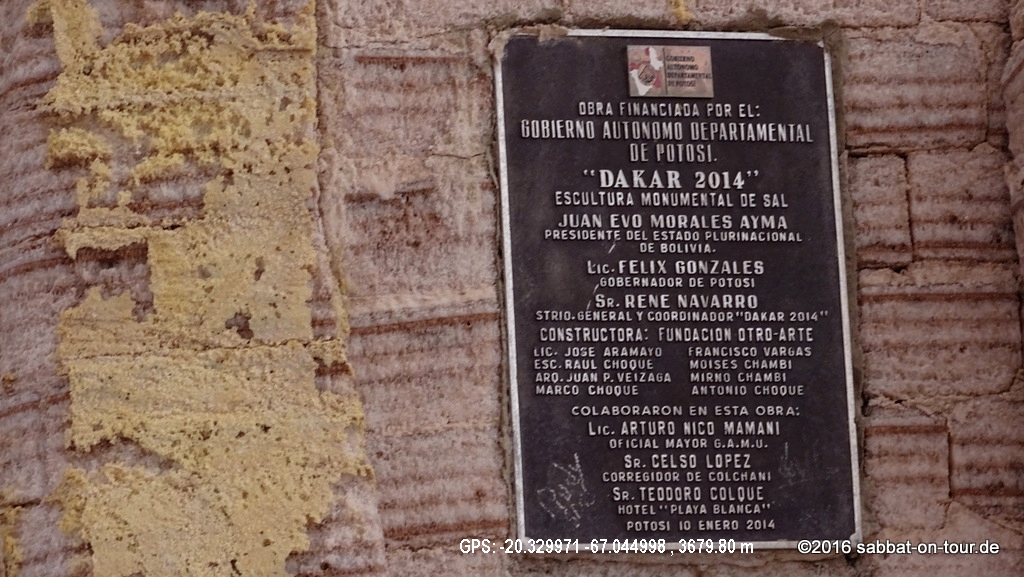 GOBIERNO
AUTONOMO
DEPARTAMENTAL
DE POTOSI
OBRA FINANCIADA POR EL:
GOBIERNO AUTONOMO DEPARTAMENTAL
DE POTOSI.
"DAKAR 2014"
ESCULTURA MONUMENTAL DE SAL
JUAN EVO MORALES AYMA
PRESIDENTE DEL ESTADO PLURINACIONAL
DE BOLIVIA.
LIC. FELIX GONZALES
GOBERNADOR DE POTOSI
SR. RENE NAVARRO
STRIO. GENERAL Y COORDINADOR "DAKAR 2014"
CONSTRUCTORA: FUNDACION OTRO-ARTE
LIC. JOSE ARAMAYO FRANCISCO VARGAS
ESC. RAUL CHOQUE MOISES CHAMBI
ARQ. JUAN P. VEIZAGA MIRNO CHAMBI
MARCO CHOQUE ANTONIO CHOQUE
COLABORARON EN ESTA OBRA:
LIC. ARTURO NICO MAMANI
OFICIAL MAYOR G.A.M.U.
SR. CELSO LOPEZ
CORREGIDOR DE COLCHANI
SR. TEODORO COLQUE
HOTEL "PLAYA BLANCA"
POTOSI 10 ENERO 2014
GPS: -20.329971 -67.044998 , 3679.80 m ©2016 sabbat-on-tour.de